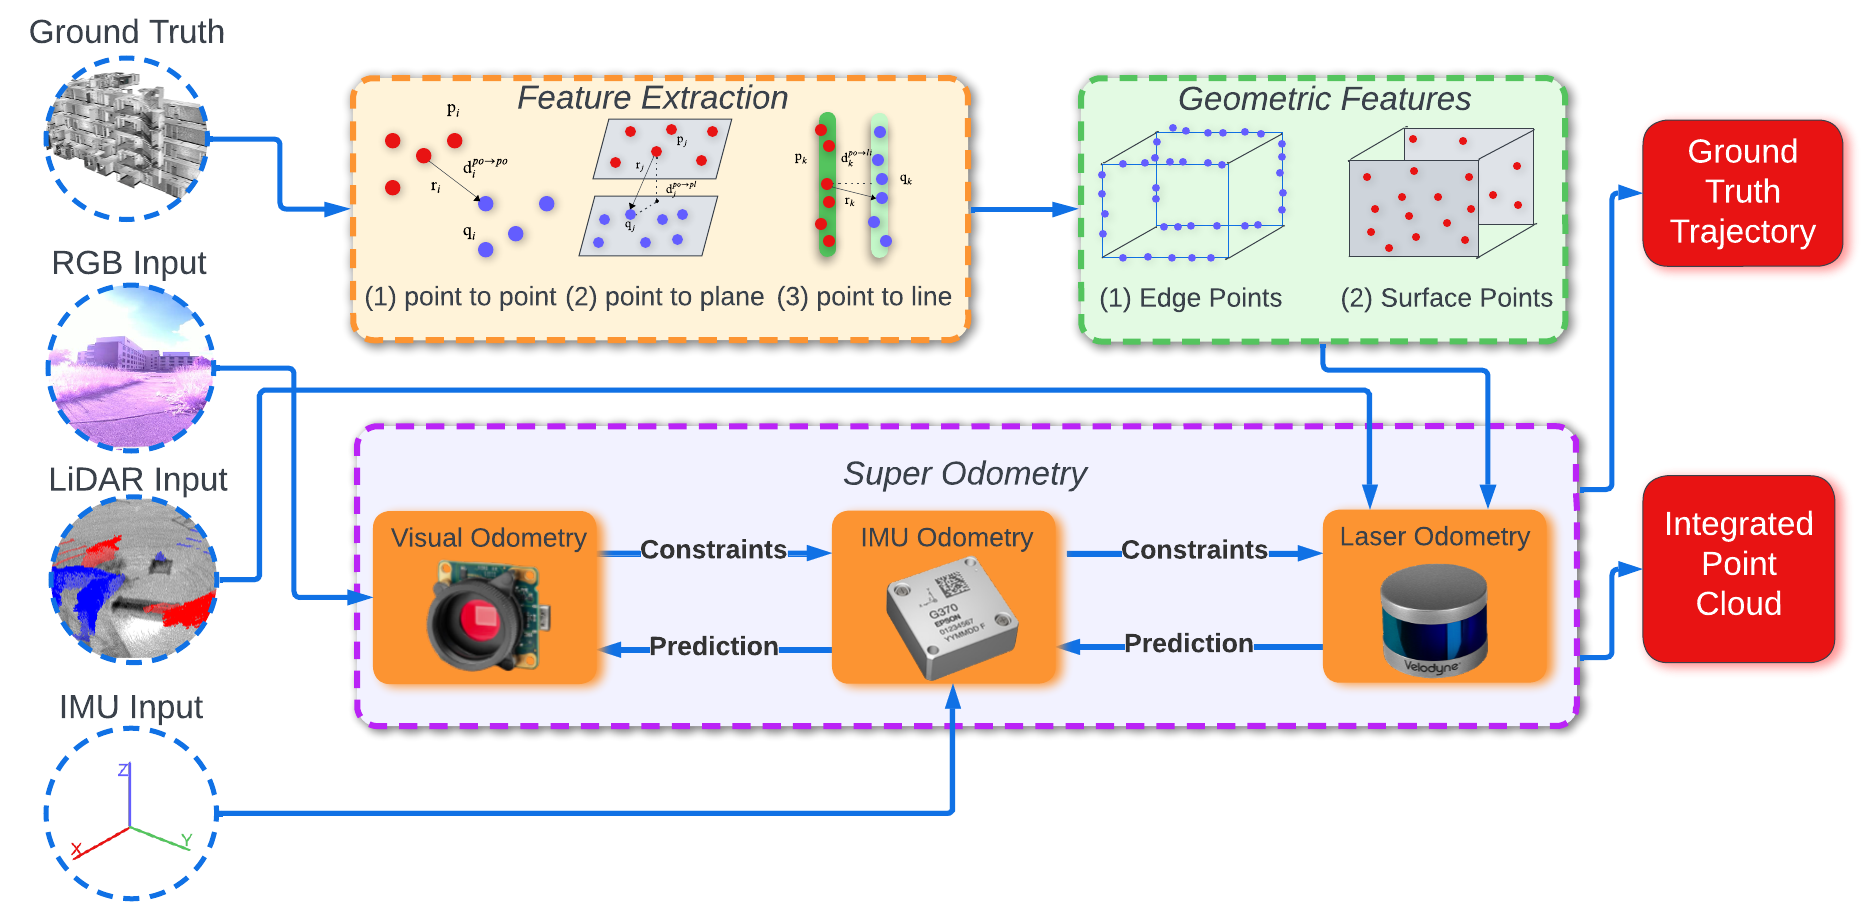 Ground Truth
RGB Input
LiDAR Input
IMU Input
Z
X
Y
Feature Extraction
p_i
d_i^{po→po}
r_i
q_i
p_j
r_j
d_j^{po→pl}
q_j
p_k
d_k^{po→li}
q_k
r_k
(1) point to point
(2) point to plane
(3) point to line
Geometric Features
(1) Edge Points
(2) Surface Points
Super Odometry
Visual Odometry
Constraints
IMU Odometry
Constraints
Laser Odometry
G370
EPSON
01234567
YYMMDD F
Prediction
Prediction
Velodyne
Ground
Truth
Trajectory
Integrated
Point
Cloud